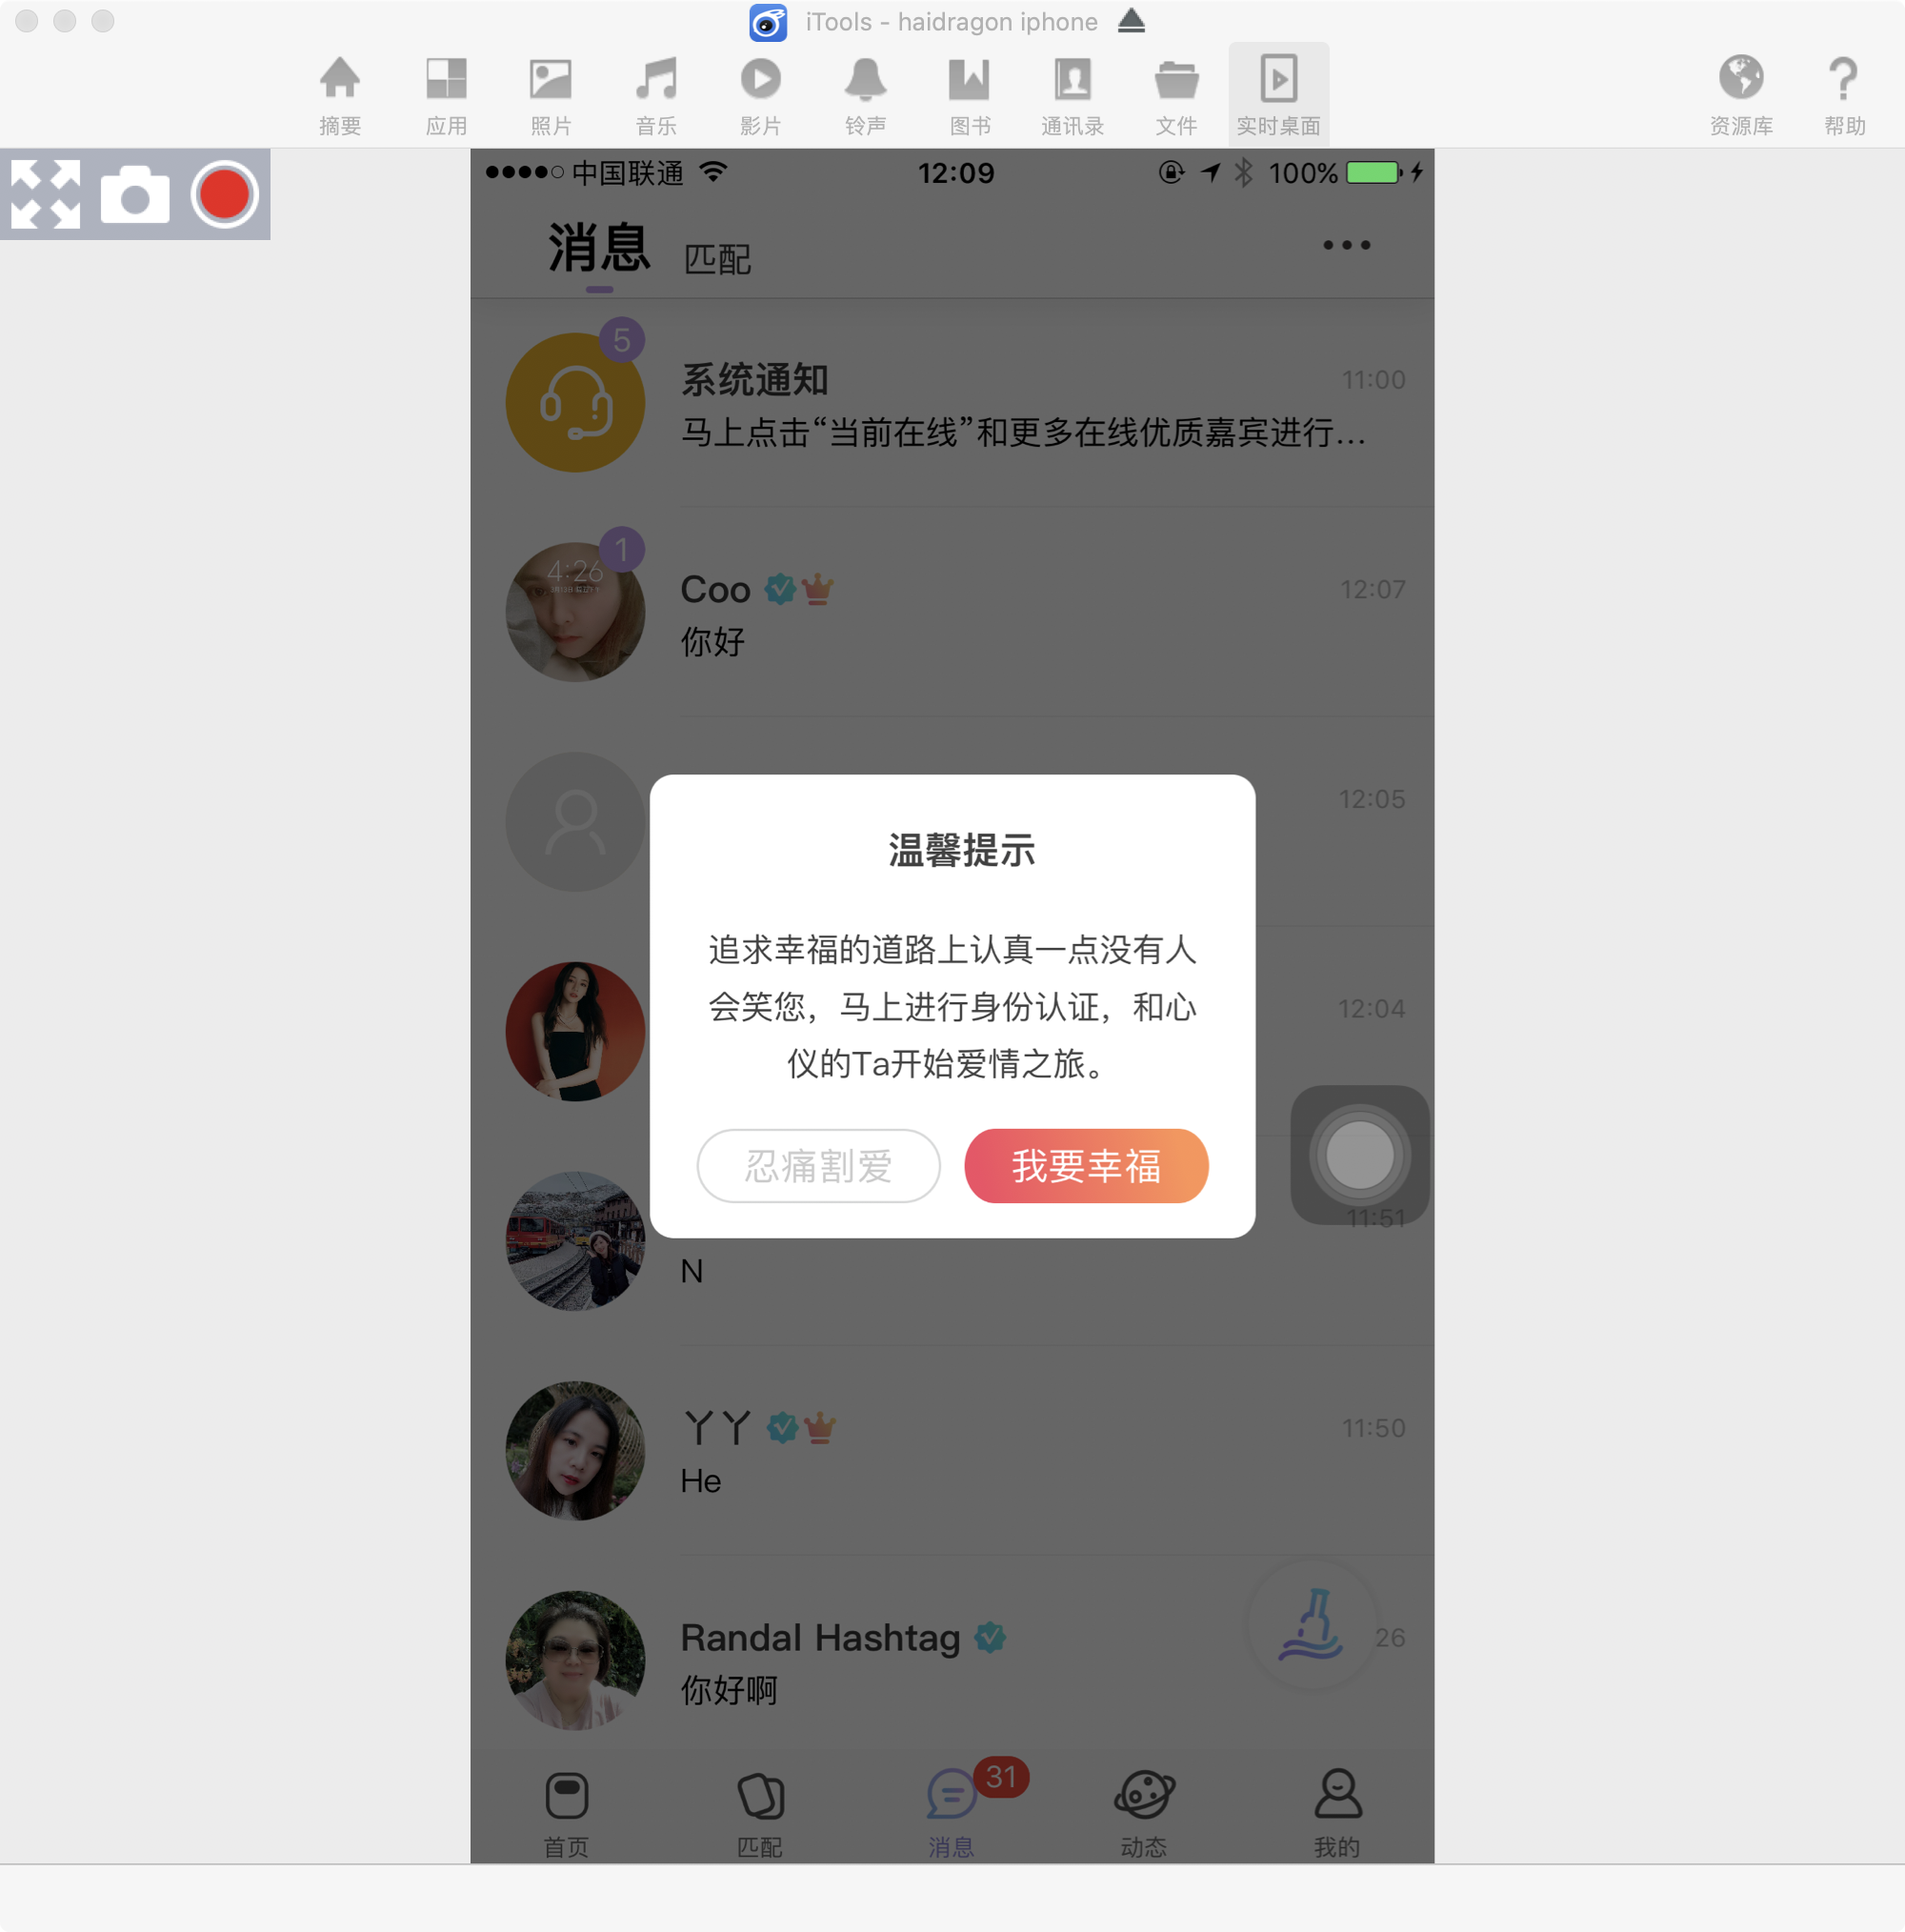 iTools - haidragon iphone
摘要
应用
照片
音乐
影片
铃声
图书
通讯录
文件
实时桌面
资源库
帮助
中国联通
12:09
100%
消息
匹配
5
系统通知
11:00
马上点击“当前在线”和更多在线优质嘉宾进行...
1
4:26
Coo
12:07
你好
12:05
温馨提示
追求幸福的道路上认真一点没有人
会笑您，马上进行身份认证，和心
仪的Ta开始爱情之旅。
12:04
忍痛割爱
我要幸福
11:51
N
丫丫
11:50
He
Randal Hashtag
26
你好啊
31
首页
匹配
消息
动态
我的